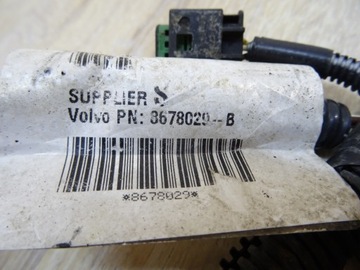 SUPPLIER S
Volvo PN: 8678029--B
*8678029*